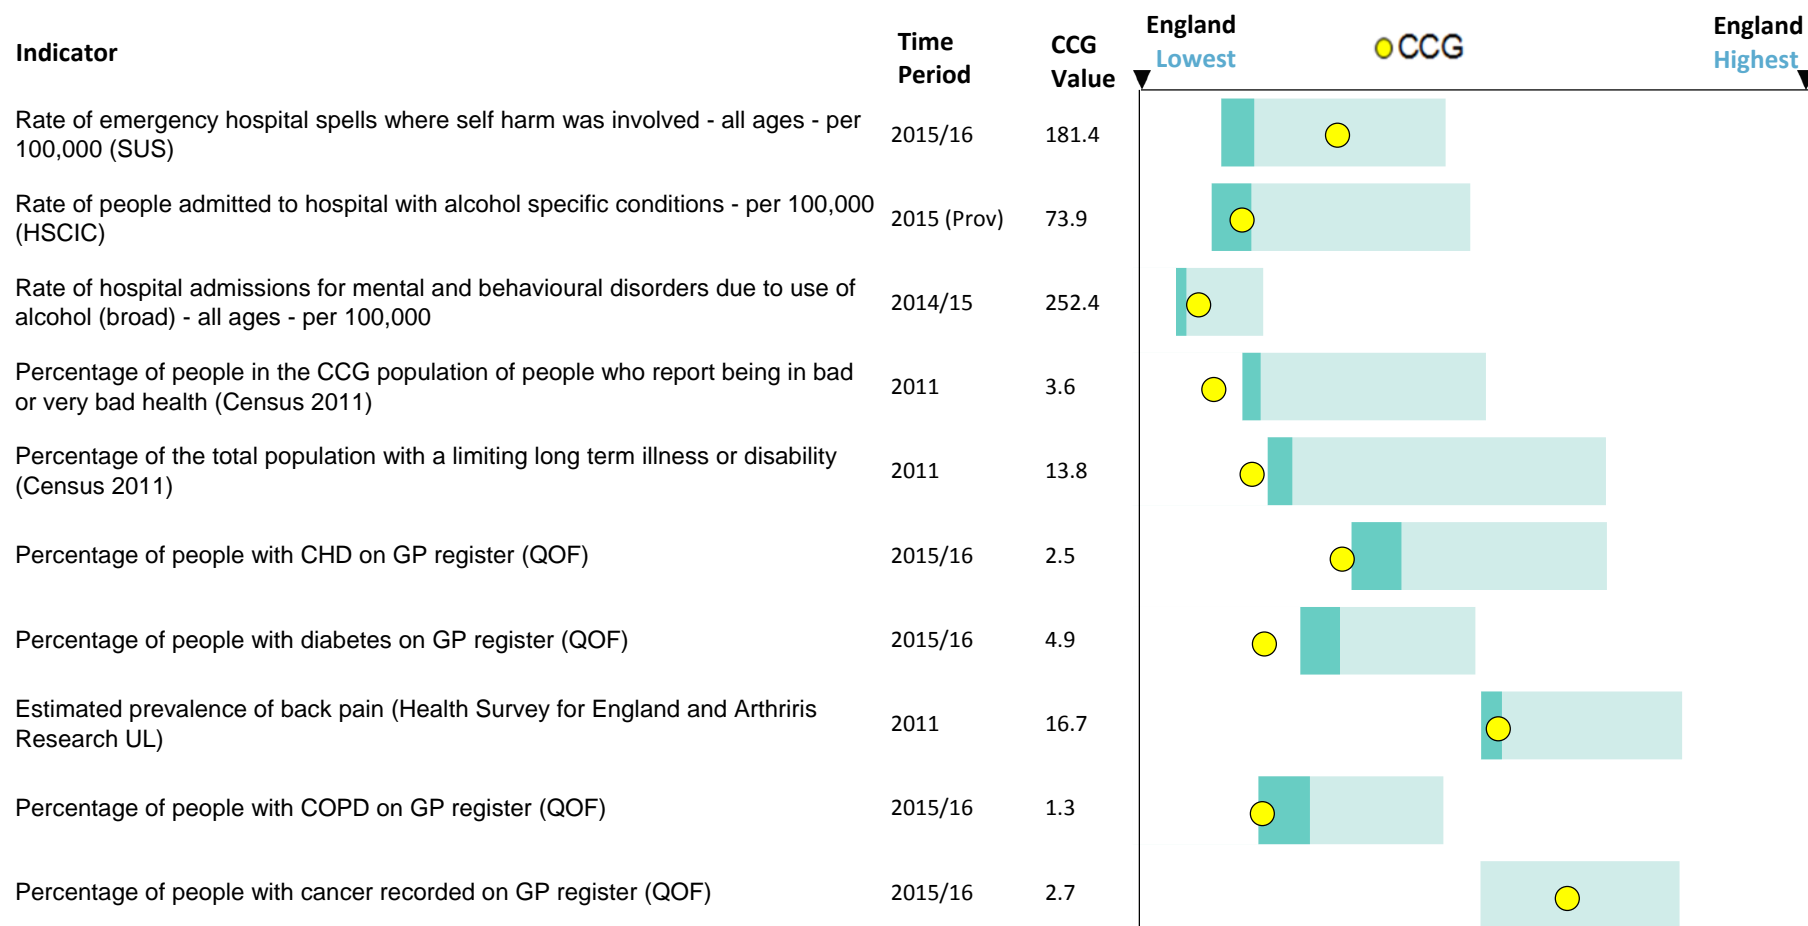 Indicator
Time
Period
CCG
Value
England
Lowest
CCG
England
Highest
Rate of emergency hospital spells where self harm was involved - all ages - per
100,000 (SUS)
2015/16
181.4
Rate of people admitted to hospital with alcohol specific conditions - per 100,000
(HSCIC)
2015 (Prov)
73.9
Rate of hospital admissions for mental and behavioural disorders due to use of
alcohol (broad) - all ages - per 100,000
2014/15
252.4
Percentage of people in the CCG population of people who report being in bad
or very bad health (Census 2011)
2011
3.6
Percentage of the total population with a limiting long term illness or disability
(Census 2011)
2011
13.8
Percentage of people with CHD on GP register (QOF)
2015/16
2.5
Percentage of people with diabetes on GP register (QOF)
2015/16
4.9
Estimated prevalence of back pain (Health Survey for England and Arthriris
Research UL)
2011
16.7
Percentage of people with COPD on GP register (QOF)
2015/16
1.3
Percentage of people with cancer recorded on GP register (QOF)
2015/16
2.7